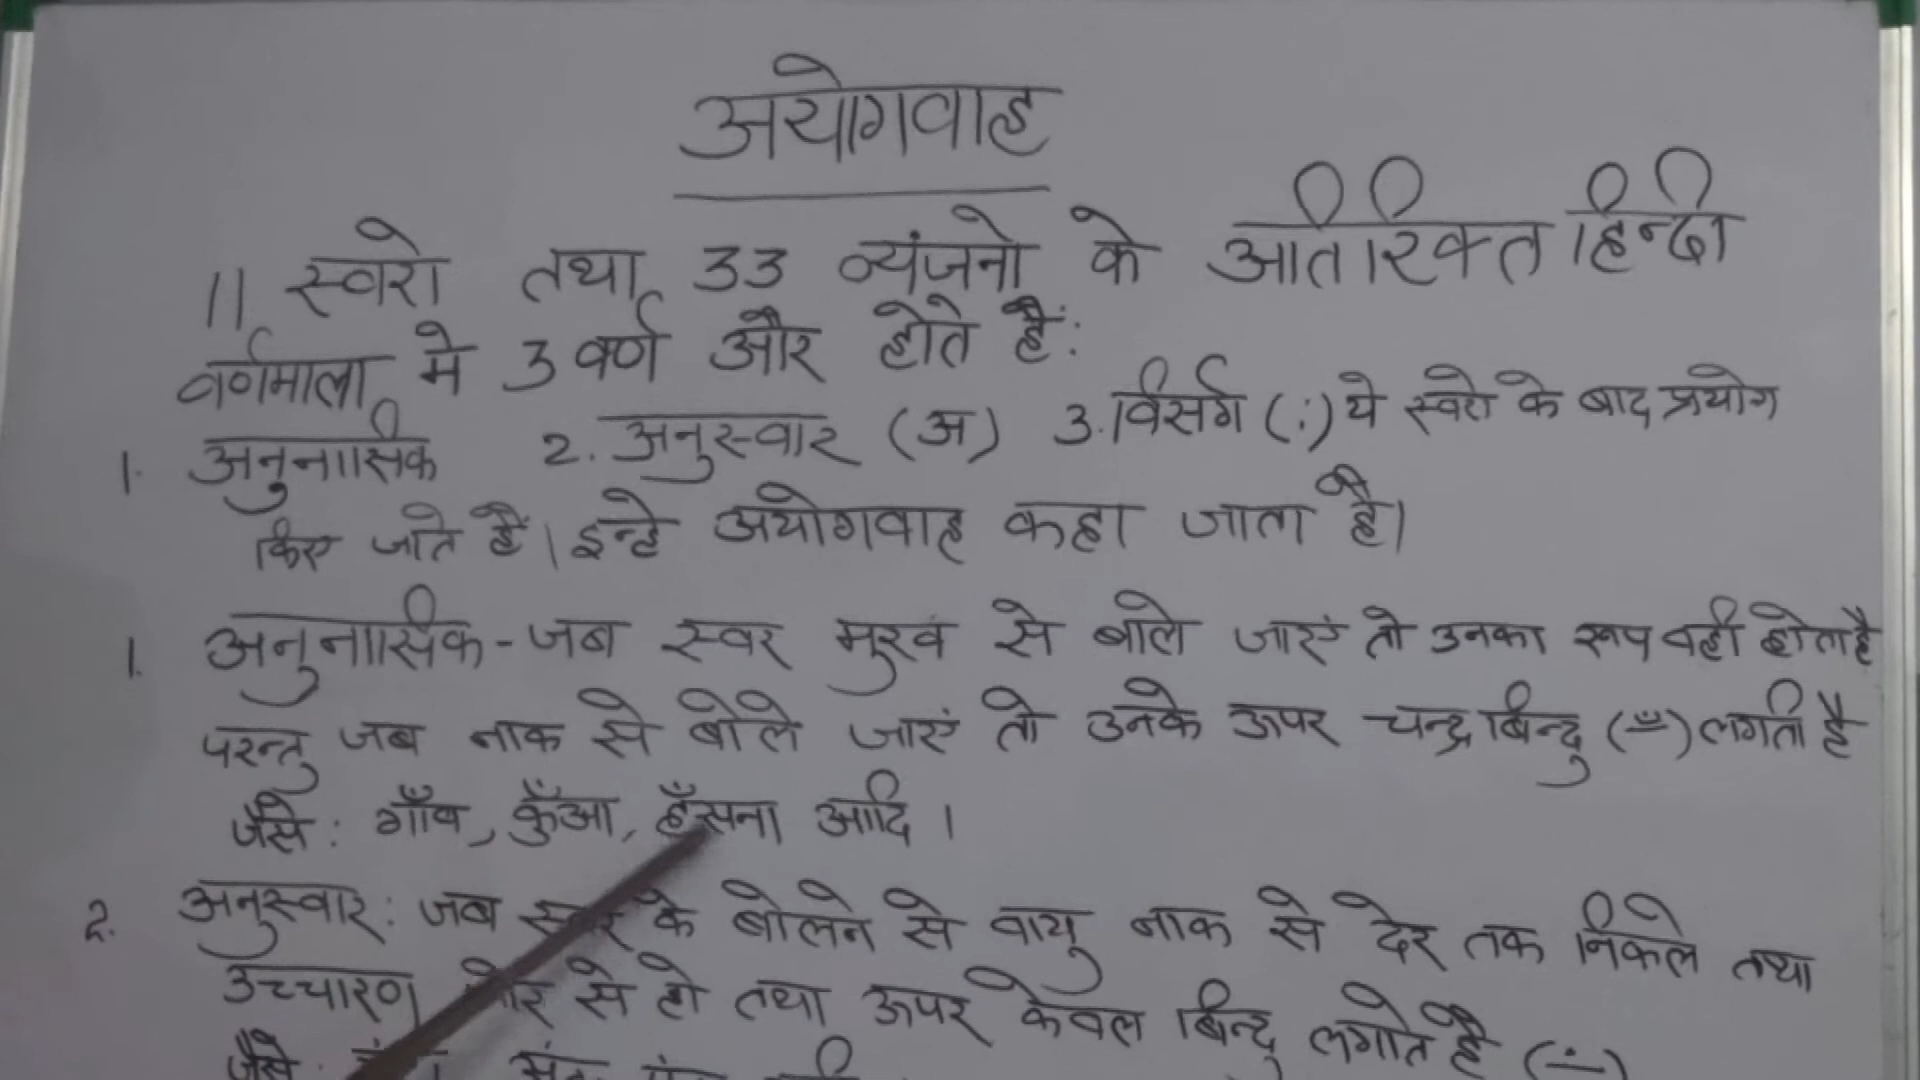 अयोगवाह
11 स्वरो तथा 33 व्यंजनो के अतिरिक्त हिन्दी
वर्णमाला मे 3 वर्ण और होते हैं:
1. अनुनासिक 2. अनुस्वार (अ) 3. विसर्ग (:) ये स्वरो के बाद प्रयोग
किए जाते हैं। इन्हे अयोगवाह कहा जाता है।
1. अनुनासिक - जब स्वर मुख से बोले जाएं तो उनका रूप वही होता है
परन्तु जब नाक से बोले जाएं तो उनके ऊपर चन्द्र बिन्दु (ँ) लगती है
जैसे: गाँव, कुँआ, हँसना आदि ।
2. अनुस्वार: जब के बोलने से वायु नाक से देर तक निकले तथा
उच्चारण से हो तथा ऊपर केवल बिन्दु लगाते है (ं)
जैसे: